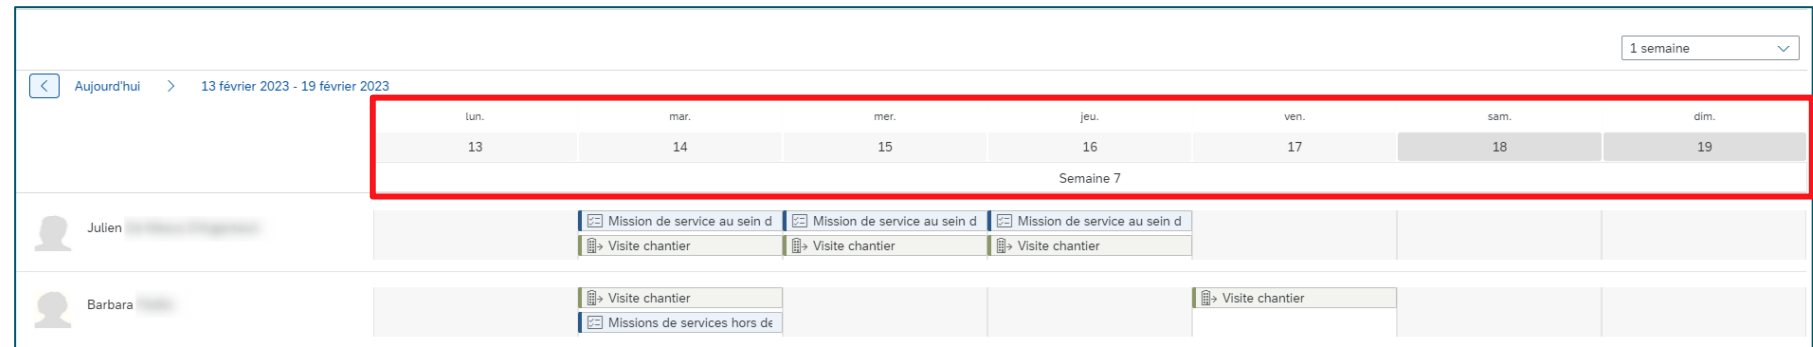 1 semaine
Aujourd'hui 13 février 2023 - 19 février 2023
lun. mar. mer. jeu. ven. sam. dim.
13 14 15 16 17 18 19
Semaine 7
Julien
Mission de service au sein d Mission de service au sein d Mission de service au sein d
Visite chantier Visite chantier Visite chantier
Barbara
Visite chantier Visite chantier
Missions de services hors de